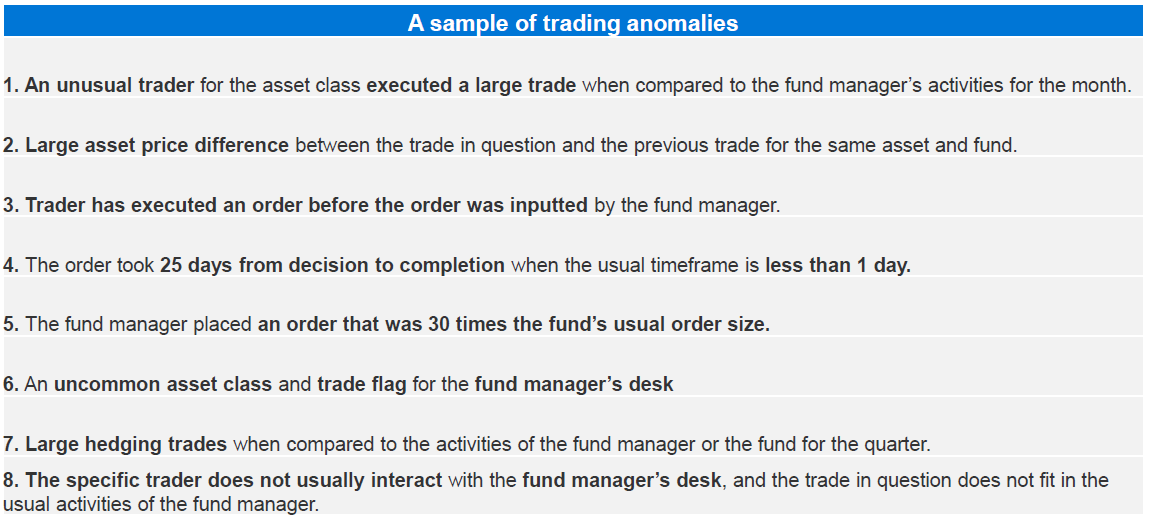 A sample of trading anomalies
1. An unusual trader for the asset class executed a large trade when compared to the fund manager’s activities for the month.
2. Large asset price difference between the trade in question and the previous trade for the same asset and fund.
3. Trader has executed an order before the order was inputted by the fund manager.
4. The order took 25 days from decision to completion when the usual timeframe is less than 1 day.
5. The fund manager placed an order that was 30 times the fund’s usual order size.
6. An uncommon asset class and trade flag for the fund manager’s desk
7. Large hedging trades when compared to the activities of the fund manager or the fund for the quarter.
8. The specific trader does not usually interact with the fund manager’s desk, and the trade in question does not fit in the
usual activities of the fund manager.